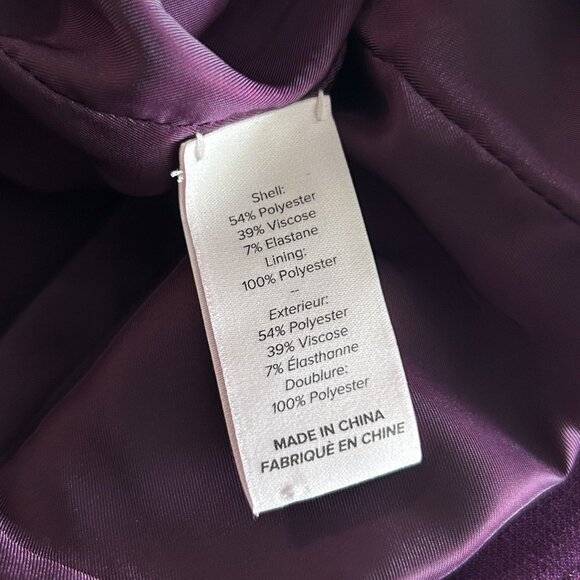 Shell:
54% Polyester
39% Viscose
7% Elastane
Lining:
100% Polyester
--
Exterieur:
54% Polyester
39% Viscose
7% Élasthanne
Doublure:
100% Polyester
MADE IN CHINA
FABRIQUÈ EN CHINE